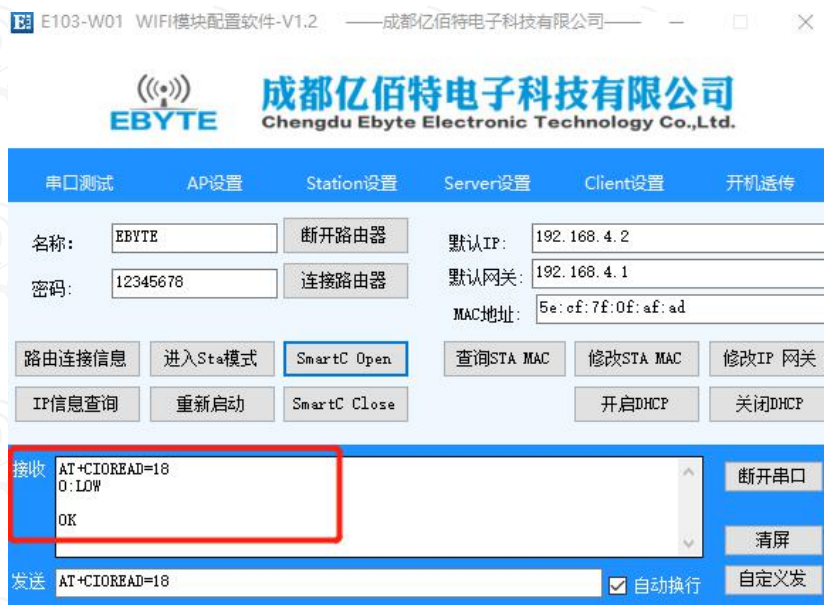 E103-W01 WIFI模块配置软件-V1.2 ——成都亿佰特电子科技有限公司——
EBYTE
成都亿佰特电子科技有限公司
Chengdu Ebyte Electronic Technology Co.,Ltd.
串口测试 AP设置 Station设置 Server设置 Client设置 开机透传
名称: EBYTE 断开路由器 默认IP: 192.168.4.2
密码: 12345678 连接路由器 默认网关: 192.168.4.1
MAC地址: 5e:cf:7f:0f:af:ad
路由连接信息 进入Sta模式 SmartC Open 查询STA MAC 修改STA MAC 修改IP 网关
IP信息查询 重新启动 SmartC Close 开启DHCP 关闭DHCP
接收 AT+CIOREAD=18 断开串口
0:LOW
OK
清屏
发送 AT+CIOREAD=18 自动换行 自定义发